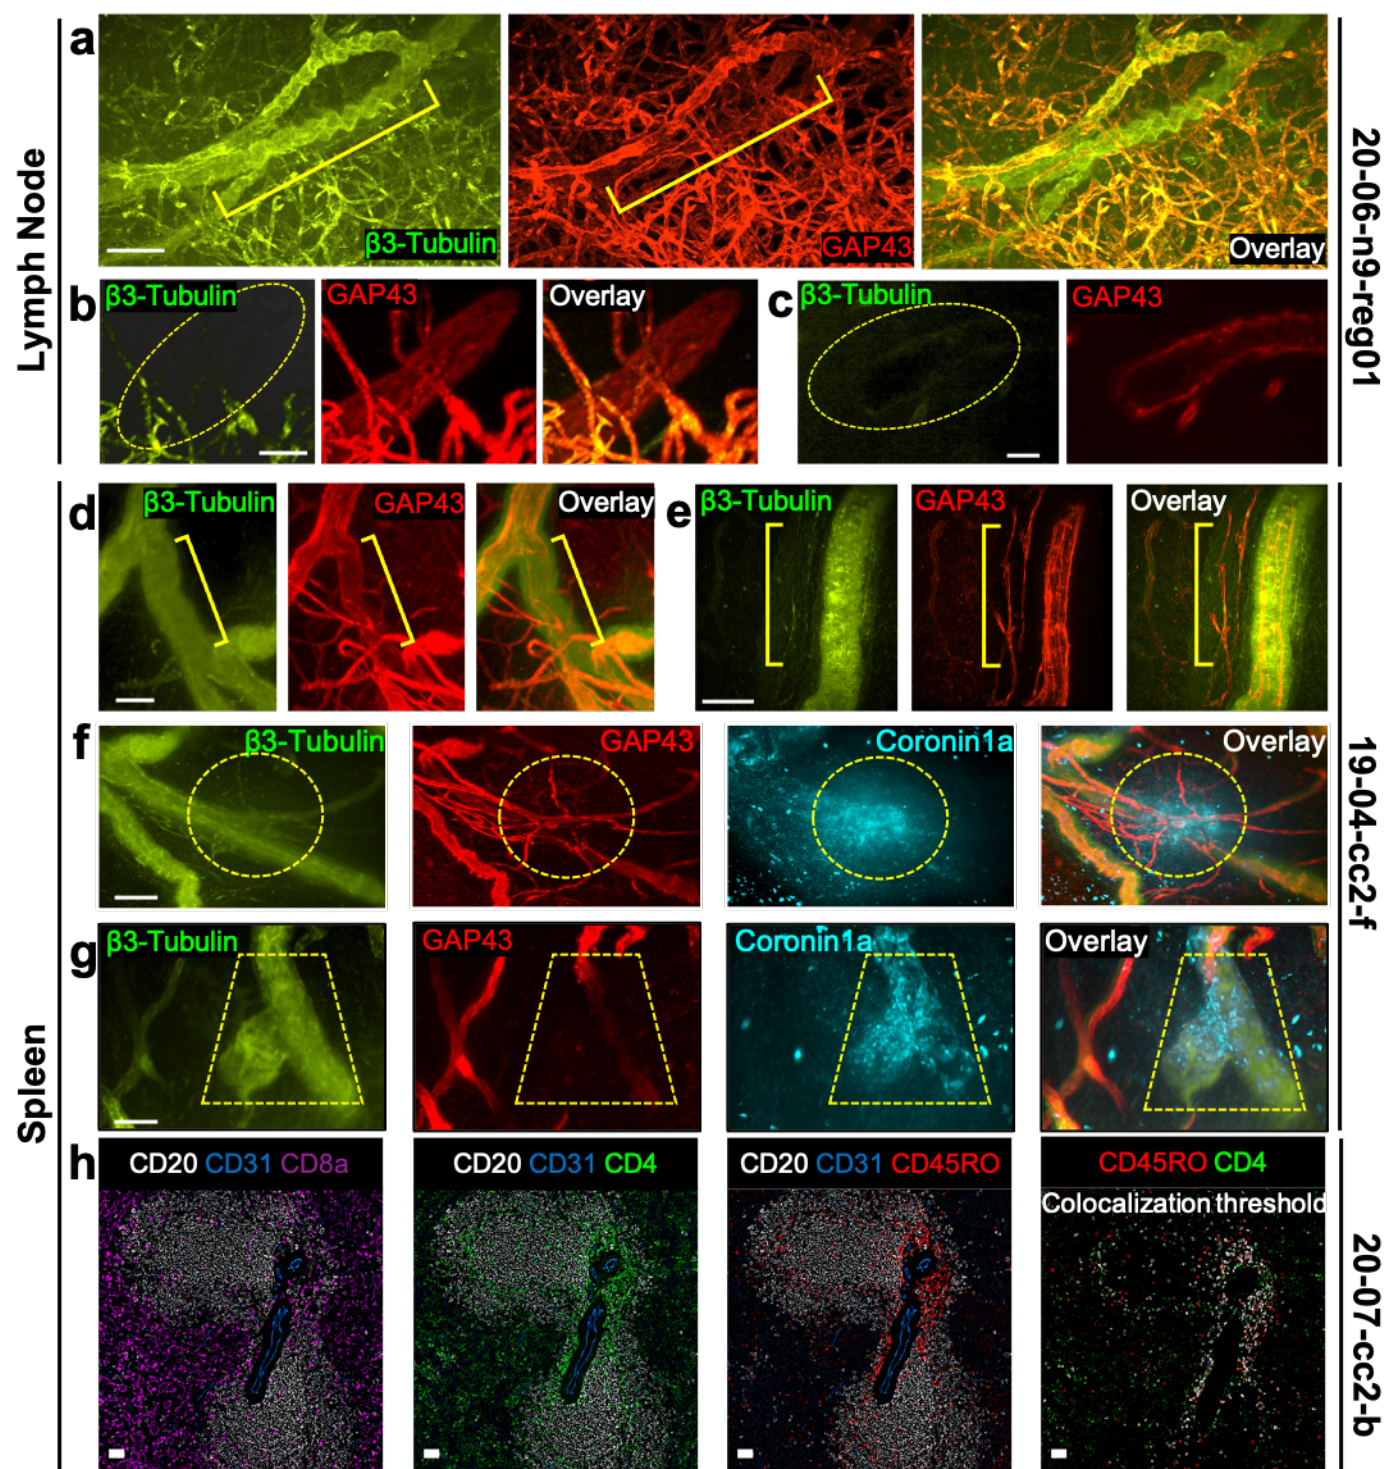 a
β3-Tubulin
GAP43
Overlay
b
β3-Tubulin
GAP43
Overlay
c
β3-Tubulin
GAP43
Lymph Node
20-06-n9-reg01
d
β3-Tubulin
GAP43
Overlay
e
β3-Tubulin
GAP43
Overlay
f
β3-Tubulin
GAP43
Coronin1a
Overlay
19-04-cc2-f
g
β3-Tubulin
GAP43
Coronin1a
Overlay
Spleen
h
CD20 CD31 CD8a
CD20 CD31 CD4
CD20 CD31 CD45RO
CD45RO CD4
Colocalization threshold
20-07-cc2-b